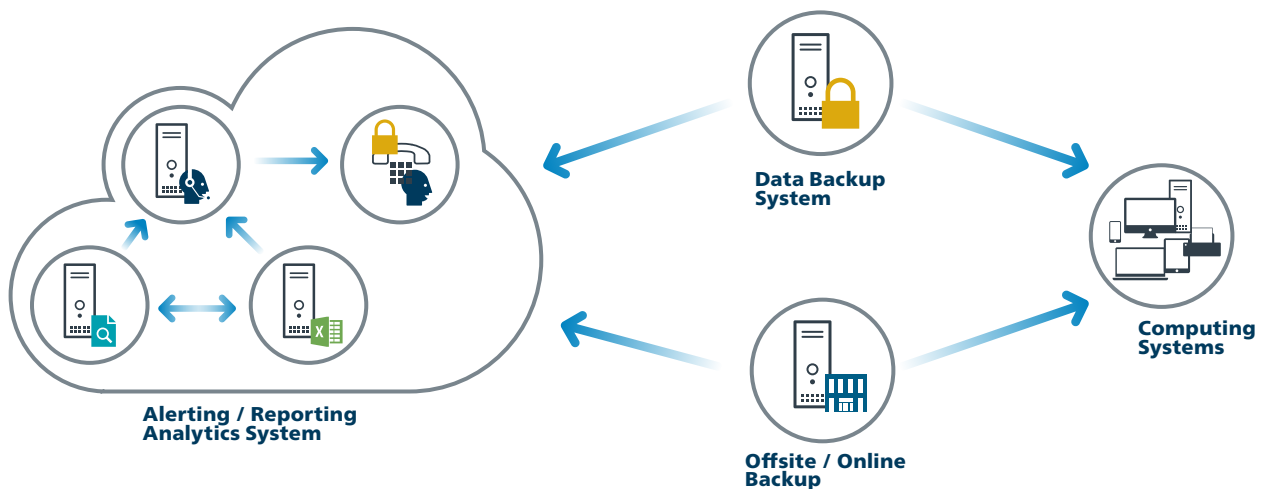 Data Backup
System
Computing
Systems
Alerting / Reporting
Analytics System
Offsite / Online
Backup
X